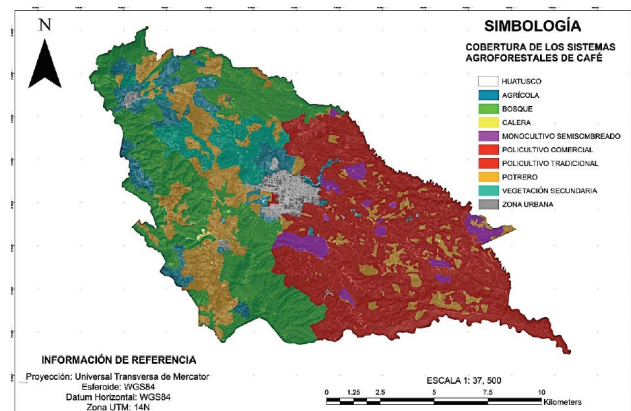 N
SIMBOLOGÍA
COBERTURA DE LOS SISTEMAS
AGROFORESTALES DE CAFÉ
HUATUSCO
AGRÍCOLA
BOSQUE
CALERA
MONOCULTIVO SEMISOMBREADO
POLICULTIVO COMERCIAL
POLICULTIVO TRADICIONAL
POTRERO
VEGETACIÓN SECUNDARIA
ZONA URBANA
INFORMACIÓN DE REFERENCIA
Proyección: Universal Transversa de Mercator
Esferoide: WGS84
Datum Horizontal: WGS84
Zona UTM: 14N
ESCALA 1: 37, 500
0 1.25 2.5 5 7.5 10
Kilometers